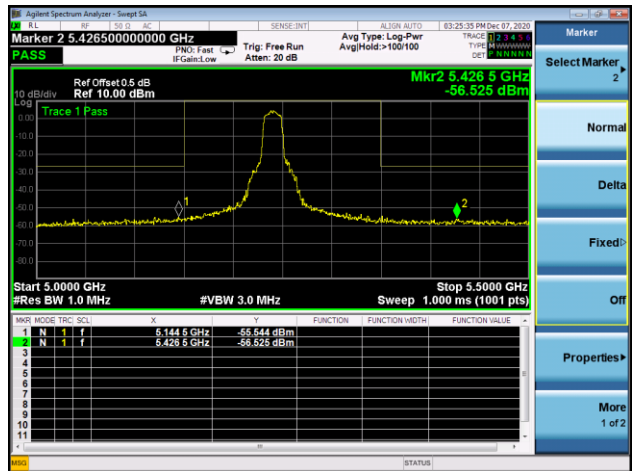 Agilent Spectrum Analyzer - Swept SA
RL RF 50 Ω AC SENSE:INT ALIGN AUTO 03:25:35 PM Dec 07, 2020
Marker 2 5.426500000000 GHz
PASS
PNO: Fast
IFGain:Low
Trig: Free Run
Atten: 20 dB
Avg Type: Log-Pwr
Avg|Hold:>100/100
TRACE 1 2 3 4 5 6
TYPE M WWWWW
DET P N N N N N
Marker
Select Marker
2
Normal
Delta
Fixed
Off
Properties
More
1 of 2
10 dB/div
Log
Ref Offset 0.5 dB
Ref 10.00 dBm
Mkr2 5.426 5 GHz
-56.525 dBm
Trace 1 Pass
0.00
-10.0
-20.0
-30.0
-40.0
-50.0
-60.0
-70.0
-80.0
1
2
Start 5.0000 GHz
#Res BW 1.0 MHz
#VBW 3.0 MHz
Stop 5.5000 GHz
Sweep 1.000 ms (1001 pts)
MKR MODE TRC SCL X Y FUNCTION FUNCTION WIDTH FUNCTION VALUE
1 N 1 f 5.144 5 GHz -55.544 dBm
2 N 1 f 5.426 5 GHz -56.525 dBm
3
4
5
6
7
8
9
10
11
MSG
STATUS